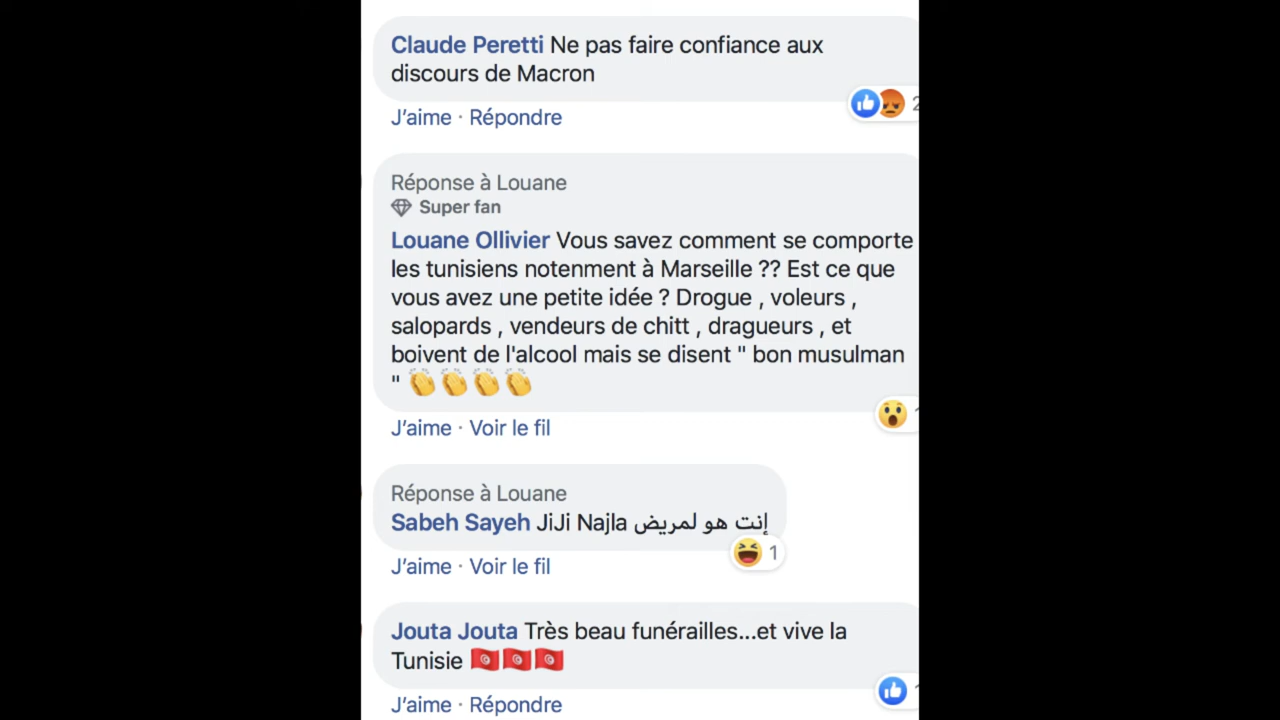 Claude Peretti Ne pas faire confiance aux
discours de Macron
2
J'aime · Répondre
Réponse à Louane
Super fan
Louane Ollivier Vous savez comment se comporte
les tunisiens notenment à Marseille ?? Est ce que
vous avez une petite idée ? Drogue , voleurs ,
salopards , vendeurs de chitt , dragueurs , et
boivent de l'alcool mais se disent " bon musulman
" 👏👏👏👏
J'aime · Voir le fil
Réponse à Louane
Sabeh Sayeh JiJi Najla إنت هو لمريض
1
J'aime · Voir le fil
Jouta Jouta Très beau funérailles...et vive la
Tunisie 🇹🇳🇹🇳🇹🇳
J'aime · Répondre